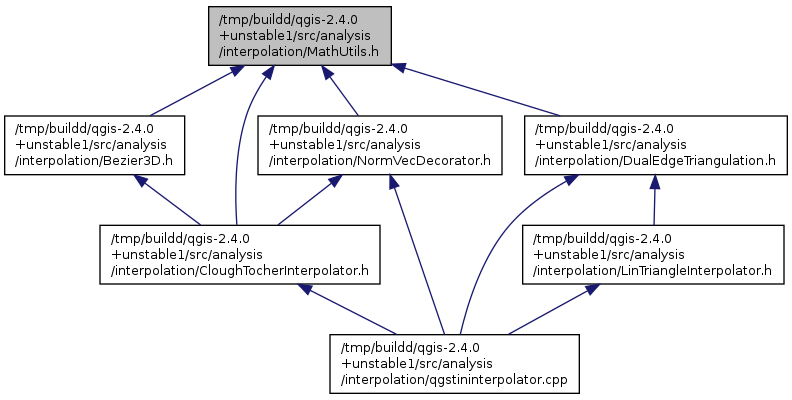 /tmp/buildd/qgis-2.4.0
+unstable1/src/analysis
/interpolation/MathUtils.h
/tmp/buildd/qgis-2.4.0
+unstable1/src/analysis
/interpolation/Bezier3D.h
/tmp/buildd/qgis-2.4.0
+unstable1/src/analysis
/interpolation/NormVecDecorator.h
/tmp/buildd/qgis-2.4.0
+unstable1/src/analysis
/interpolation/DualEdgeTriangulation.h
/tmp/buildd/qgis-2.4.0
+unstable1/src/analysis
/interpolation/CloughTocherInterpolator.h
/tmp/buildd/qgis-2.4.0
+unstable1/src/analysis
/interpolation/LinTriangleInterpolator.h
/tmp/buildd/qgis-2.4.0
+unstable1/src/analysis
/interpolation/qgstininterpolator.cpp